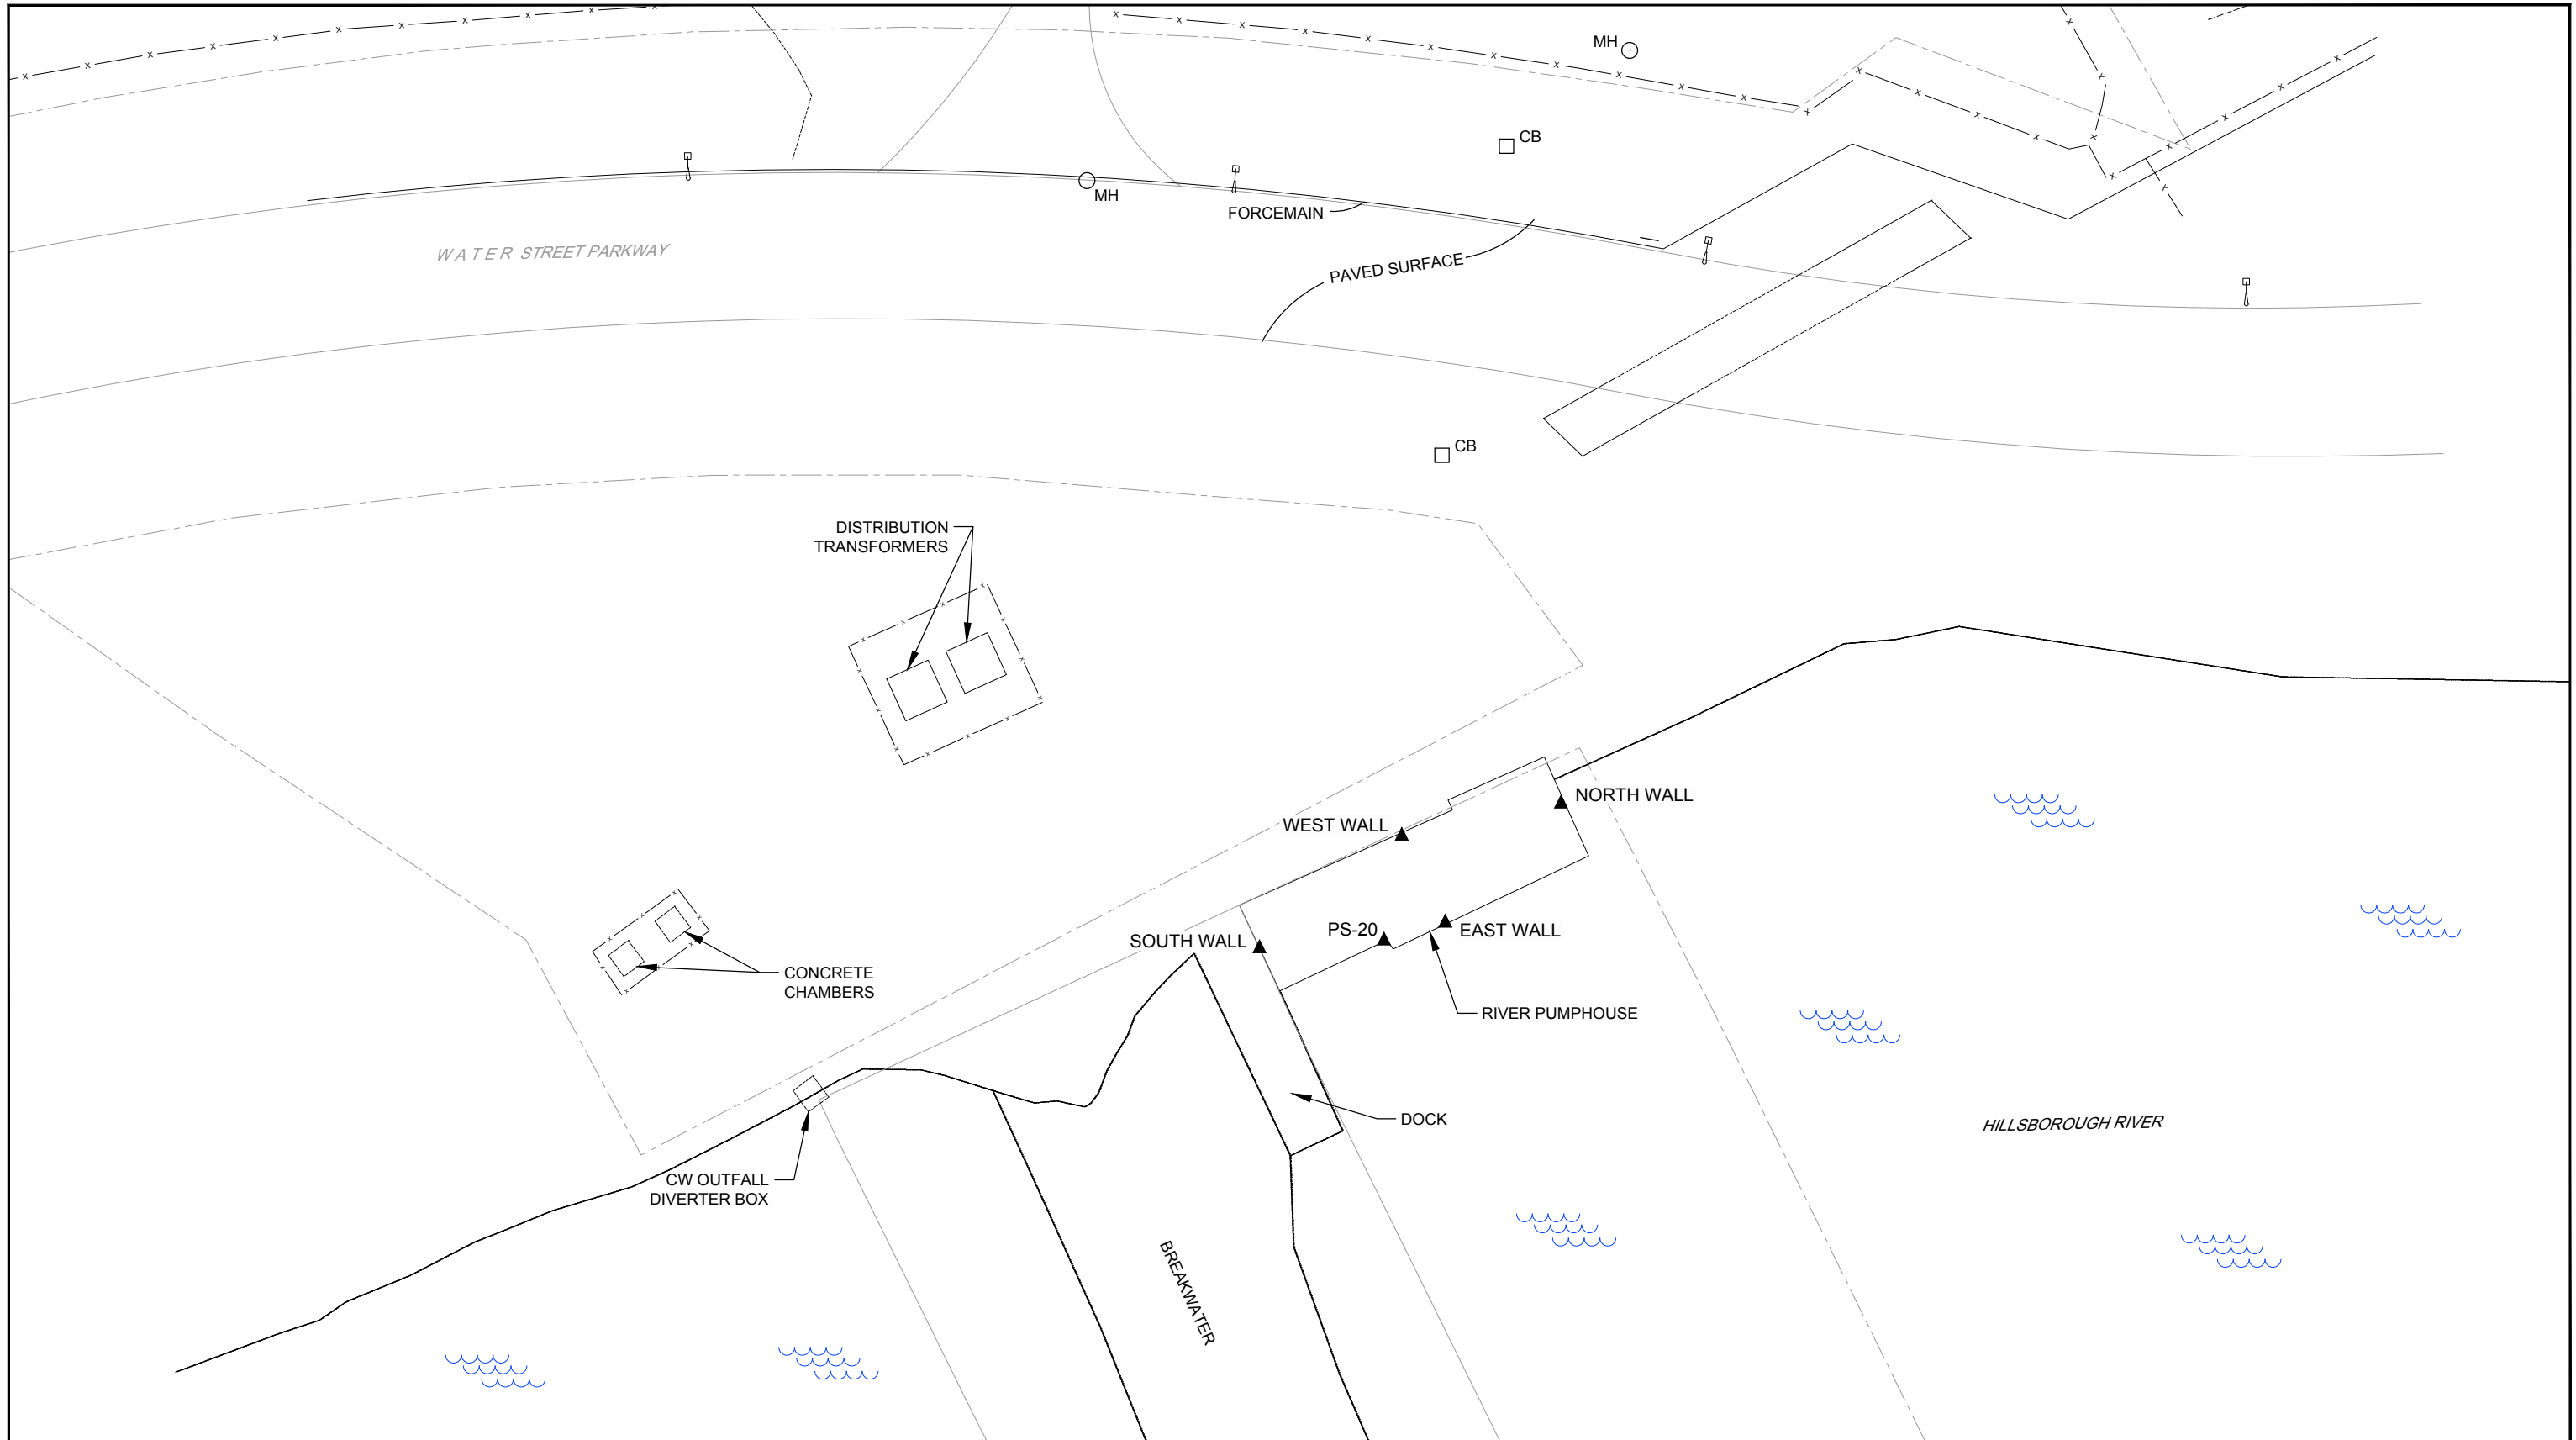 MH
CB
MH
FORCEMAIN
WATER STREET PARKWAY
PAVED SURFACE
CB
DISTRIBUTION
TRANSFORMERS
NORTH WALL
WEST WALL
PS-20
EAST WALL
SOUTH WALL
CONCRETE
CHAMBERS
RIVER PUMPHOUSE
DOCK
HILLSBOROUGH RIVER
CW OUTFALL
DIVERTER BOX
BREAKWATER